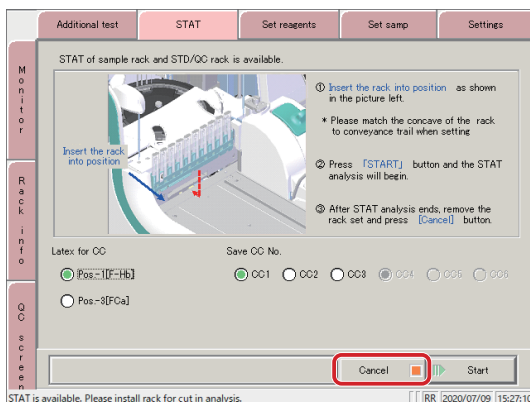 Additional test
STAT
Set reagents
Set samp
Settings
Monitor
Rack info
QC screen
STAT of sample rack and STD/QC rack is available.
Insert the rack
into position
① Insert the rack into position as shown
in the picture left.
* Please match the concave of the rack
to conveyance trail when setting
② Press 「START」 button and the STAT
analysis will begin.
③ After STAT analysis ends, remove the
rack set and press [Cancel] button.
Latex for CC
Save CC No.
Pos.-1[F-Hb]
CC1 CC2 CC3 CC4 CC5 CC6
Pos.-3[FCa]
Cancel
Start
STAT is available. Please install rack for cut in analysis.
RR 2020/07/09 15:27:10